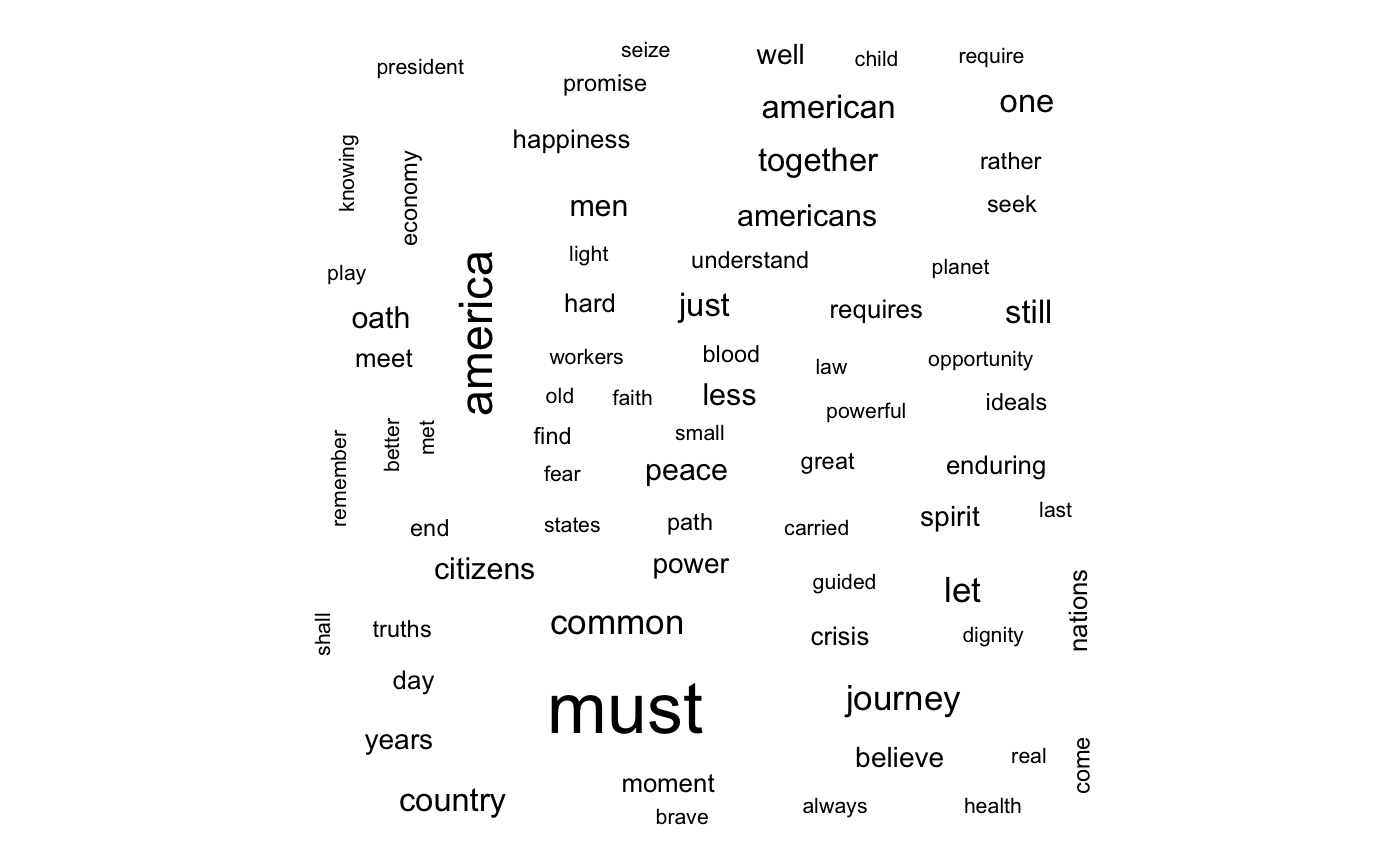 seize
well
child
require
president
promise
american
one
happiness
together
rather
knowing
economy
men
americans
seek
light
understand
planet
play
america
hard
just
requires
still
oath
meet
workers
blood
law
opportunity
old
faith
less
powerful
ideals
remember
better
met
find
small
fear
peace
great
enduring
end
states
path
carried
spirit
last
citizens
power
guided
let
nations
shall
truths
common
crisis
dignity
day
must
journey
years
believe
real
come
country
moment
brave
always
health